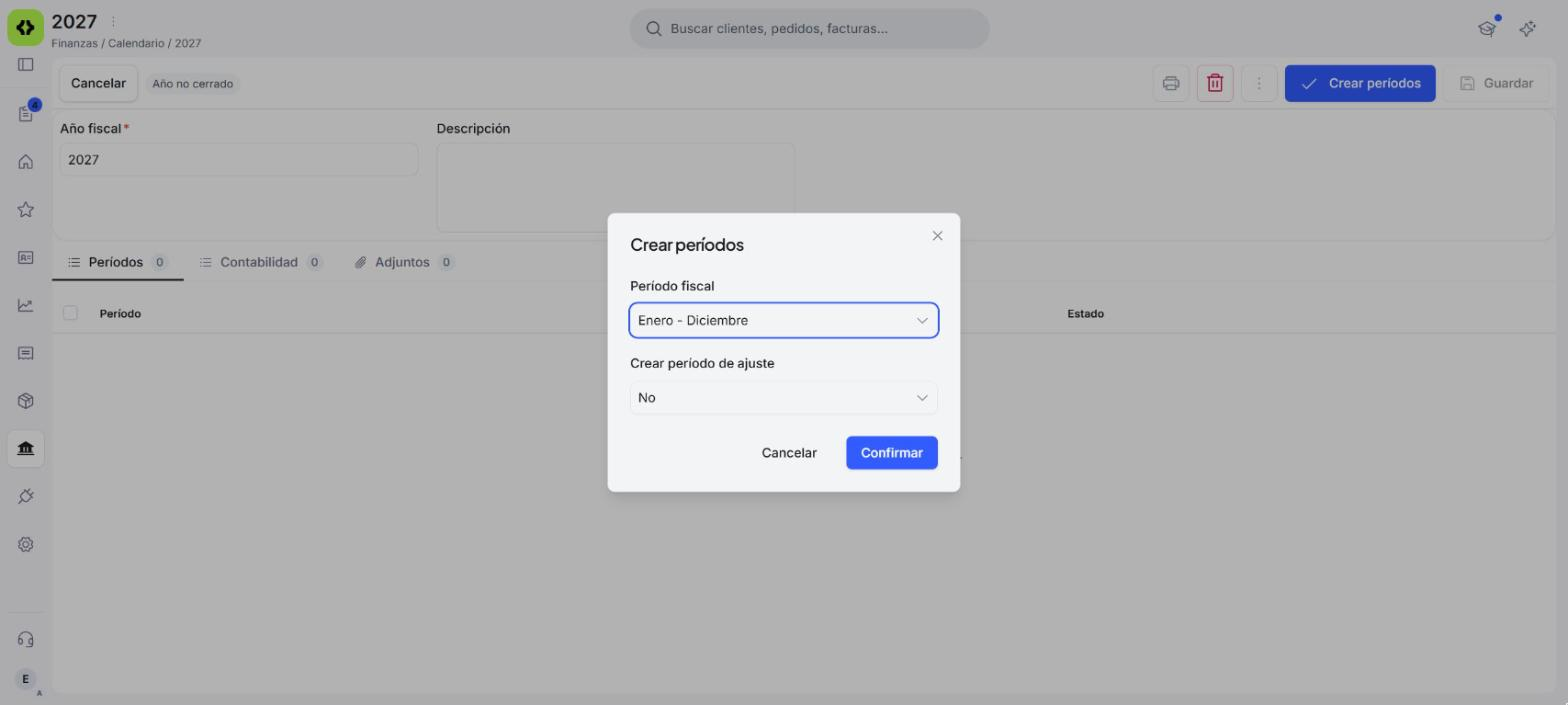 2027
Finanzas / Calendario / 2027
Buscar clientes, pedidos, facturas...
Cancelar
Año no cerrado
Crear períodos
Guardar
4
Año fiscal*
Descripción
2027
Períodos 0
Contabilidad 0
Adjuntos 0
Período
Estado
Crear períodos
Período fiscal
Enero - Diciembre
Crear período de ajuste
No
Cancelar
Confirmar
E
A